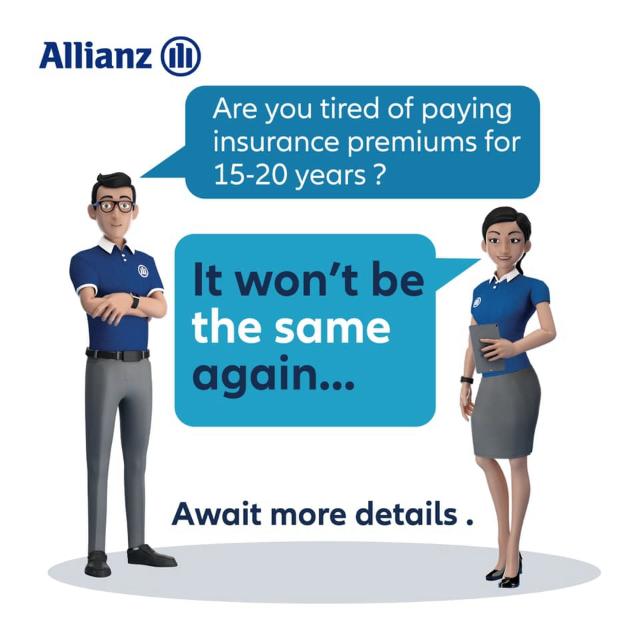 Allianz
Are you tired of paying
insurance premiums for
15-20 years ?
It won't be
the same
again...
Await more details .